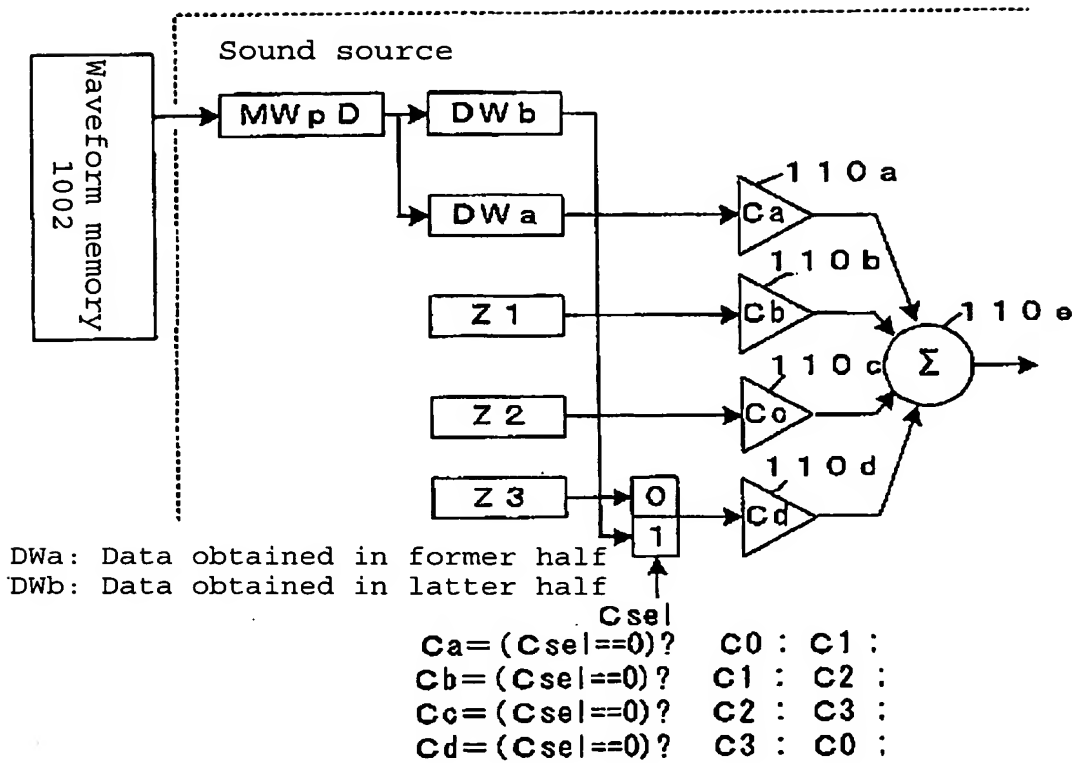 Sound source
Waveform memory
1002
MWpD
DWb
DWa
110a
Ca
110b
Z1
Cb
110e
Σ
110c
Z2
Cc
110d
Z3
0
1
Cd
DWa: Data obtained in former half
DWb: Data obtained in latter half
Csel
Ca=(Csel==0)? C0 : C1 :
Cb=(Csel==0)? C1 : C2 :
Cc=(Csel==0)? C2 : C3 :
Cd=(Csel==0)? C3 : C0 ;